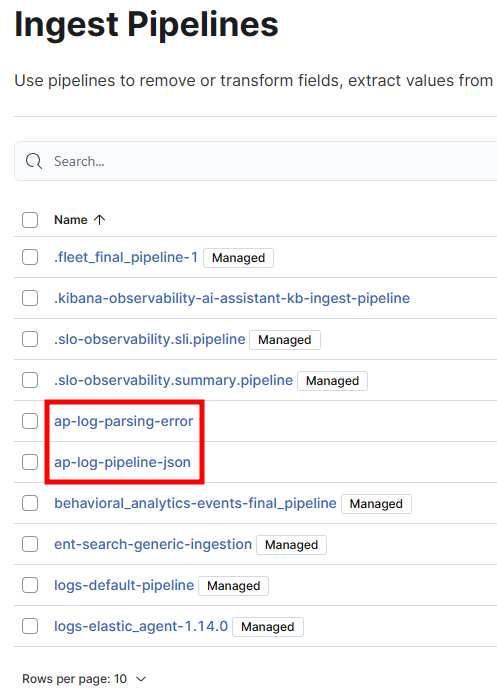 Ingest Pipelines
Use pipelines to remove or transform fields, extract values from
Search...
Name ↑
.fleet_final_pipeline-1 Managed
.kibana-observability-ai-assistant-kb-ingest-pipeline
.slo-observability.sli.pipeline Managed
.slo-observability.summary.pipeline Managed
ap-log-parsing-error
ap-log-pipeline-json
behavioral_analytics-events-final_pipeline Managed
ent-search-generic-ingestion Managed
logs-default-pipeline Managed
logs-elastic_agent-1.14.0 Managed
Rows per page: 10